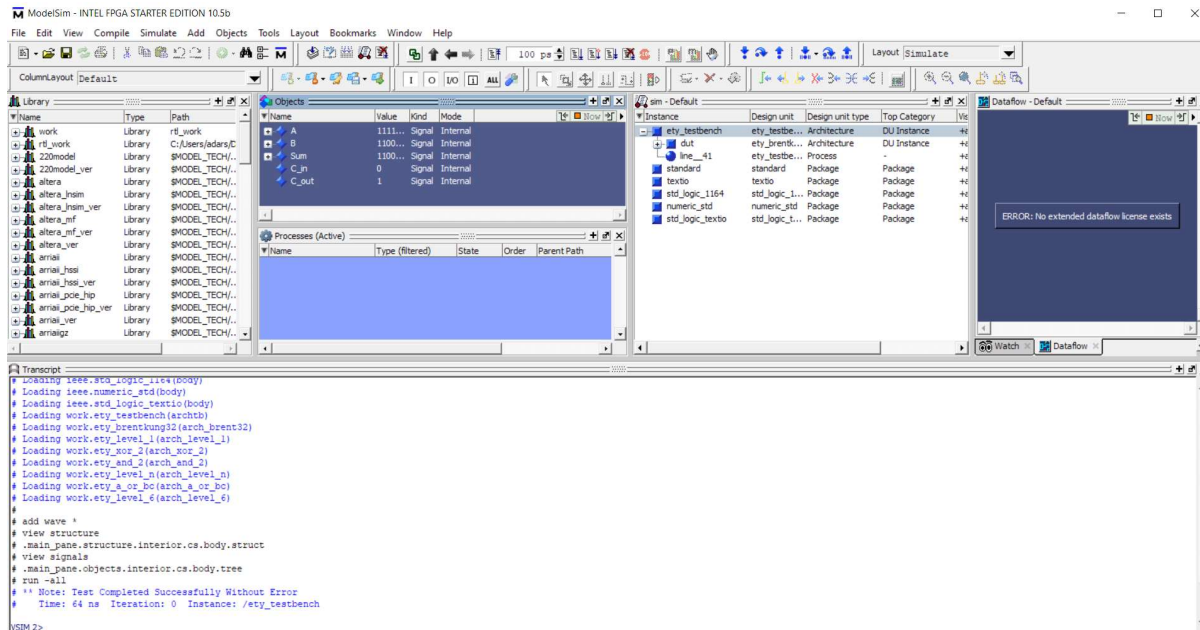 ModelSim - INTEL FPGA STARTER EDITION 10.5b
File Edit View Compile Simulate Add Objects Tools Layout Bookmarks Window Help
100 ps
Layout Simulate
ColumnLayout Default
Library
Name Type Path
work Library rtl_work
rtl_work Library C:/Users/adars/D
220model Library $MODEL_TECH/..
220model_ver Library $MODEL_TECH/..
altera Library $MODEL_TECH/..
altera_lnsim Library $MODEL_TECH/..
altera_lnsim_ver Library $MODEL_TECH/..
altera_mf Library $MODEL_TECH/..
altera_mf_ver Library $MODEL_TECH/..
altera_ver Library $MODEL_TECH/..
arriaii Library $MODEL_TECH/..
arriaii_hssi Library $MODEL_TECH/..
arriaii_hssi_ver Library $MODEL_TECH/..
arriaii_pcie_hip Library $MODEL_TECH/..
arriaii_pcie_hip_ver Library $MODEL_TECH/..
arriaii_ver Library $MODEL_TECH/..
arriaiigz Library $MODEL_TECH/..
Objects
Name Value Kind Mode Now
A 1111... Signal Internal
B 1100... Signal Internal
Sum 1100... Signal Internal
C_in 0 Signal Internal
C_out 1 Signal Internal
Processes (Active)
Name Type (filtered) State Order Parent Path
sim - Default
Instance Design unit Design unit type Top Category Vis
ety_testbench ety_testbe... Architecture DU Instance +a
dut ety_brentk... Architecture DU Instance +a
line__41 ety_testbe... Process - +a
standard standard Package Package +a
textio textio Package Package +a
std_logic_1164 std_logic_1... Package Package +a
numeric_std numeric_std Package Package +a
std_logic_textio std_logic_t... Package Package +a
Dataflow - Default
Now
ERROR: No extended dataflow license exists
Watch Dataflow
Transcript
# Loading ieee.std_logic_1164(body)
# Loading ieee.numeric_std(body)
# Loading ieee.std_logic_textio(body)
# Loading work.ety_testbench(archtb)
# Loading work.ety_brentkung32(arch_brent32)
# Loading work.ety_level_1(arch_level_1)
# Loading work.ety_xor_2(arch_xor_2)
# Loading work.ety_and_2(arch_and_2)
# Loading work.ety_level_n(arch_level_n)
# Loading work.ety_a_or_bc(arch_a_or_bc)
# Loading work.ety_level_6(arch_level_6)
#
# add wave *
# view structure
# .main_pane.structure.interior.cs.body.struct
# view signals
# .main_pane.objects.interior.cs.body.tree
# run -all
# ** Note: Test Completed Successfully Without Error
# Time: 64 ns Iteration: 0 Instance: /ety_testbench
VSIM 2>